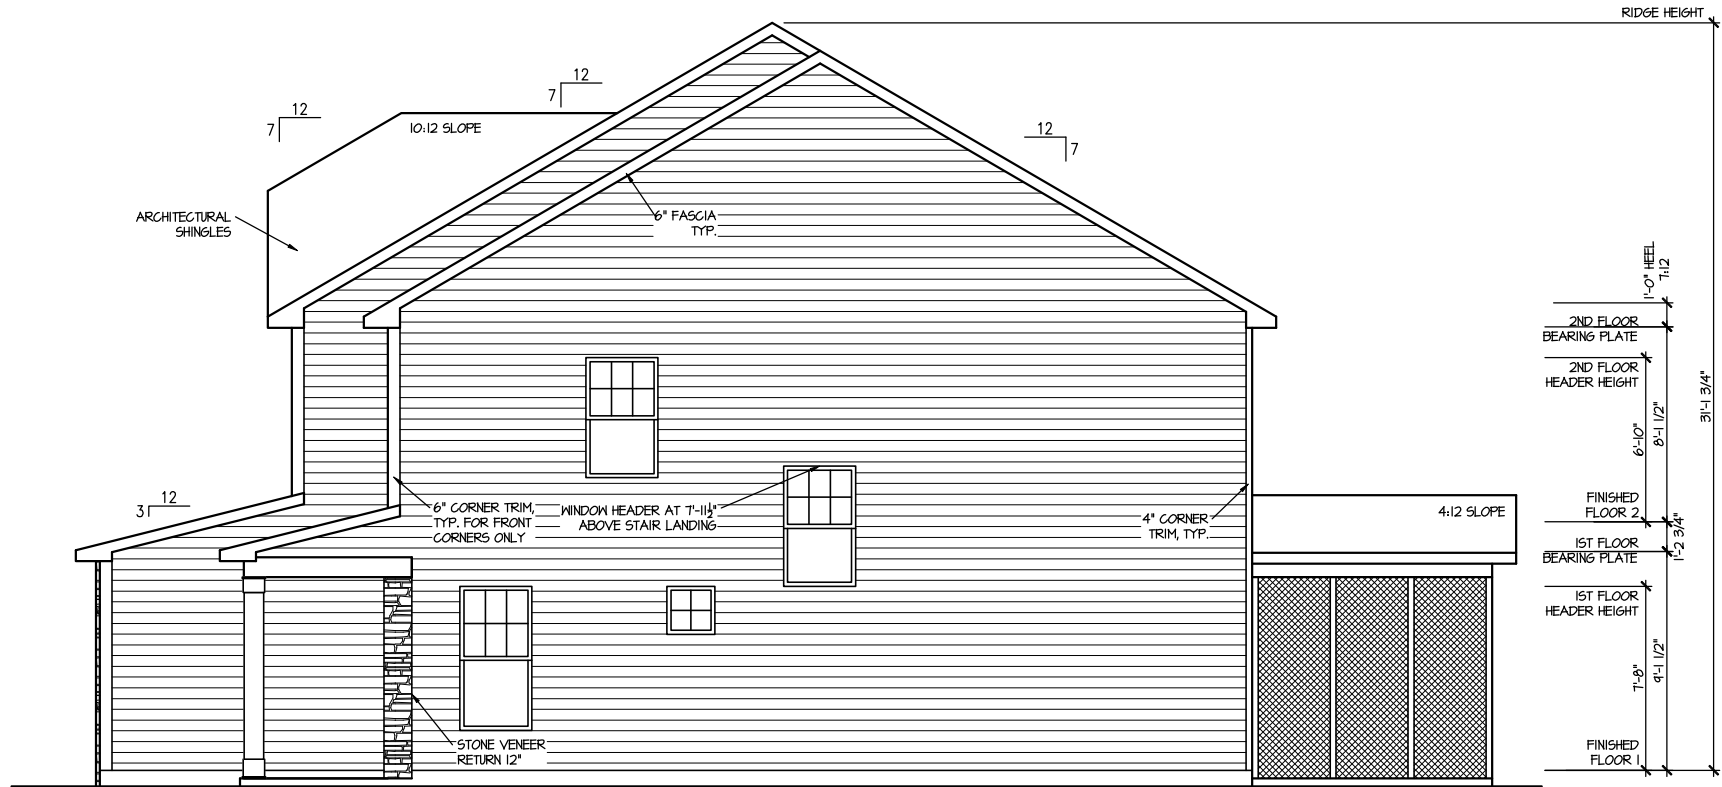 RIDGE HEIGHT
12
7
12
7
10:12 SLOPE
12
7
ARCHITECTURAL
SHINGLES
6" FASCIA
TYP.
1'-0" HEEL
7:12
2ND FLOOR
BEARING PLATE
2ND FLOOR
HEADER HEIGHT
31'-1 3/4"
6'-10"
8'-1 1/2"
12
3
6" CORNER TRIM,
TYP. FOR FRONT
CORNERS ONLY
WINDOW HEADER AT 7'-11½"
ABOVE STAIR LANDING
4" CORNER
TRIM, TYP.
4:12 SLOPE
FINISHED
FLOOR 2
1'-2 3/4"
1ST FLOOR
BEARING PLATE
1ST FLOOR
HEADER HEIGHT
7'-8"
9'-1 1/2"
STONE VENEER
RETURN 12"
FINISHED
FLOOR 1